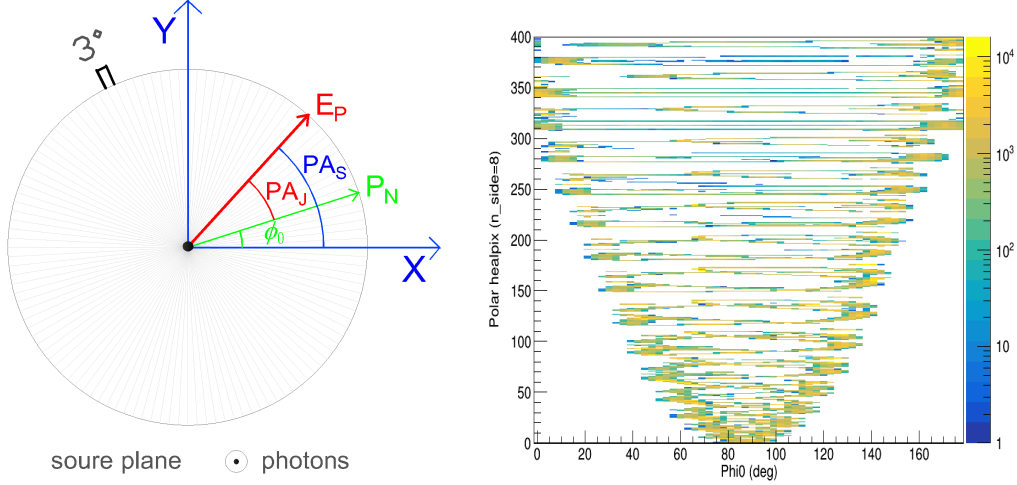 3°
Y
E_P
PA_S
P_N
PA_J
ϕ_0
X
soure plane
photons
Polar healpix (n_side=8)
400
350
300
250
200
150
100
50
0
0 20 40 60 80 100 120 140 160
Phi0 (deg)
10^4
10^3
10^2
10
1